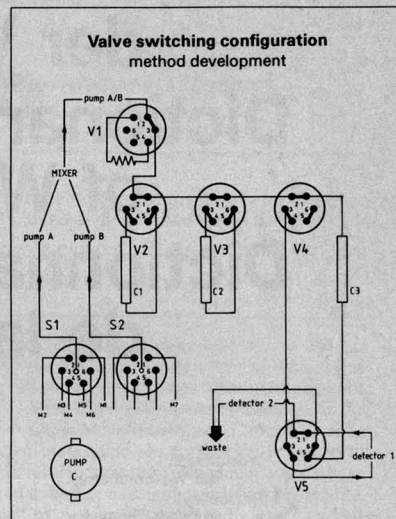 Valve switching configuration
method development
pump A/B
V1
MIXER
pump A
pump B
V2
V3
V4
C1
C2
C3
S1
S2
M2
M3
M4
M5
M6
M1
M7
detector 2
waste
detector 1
V5
PUMP
C